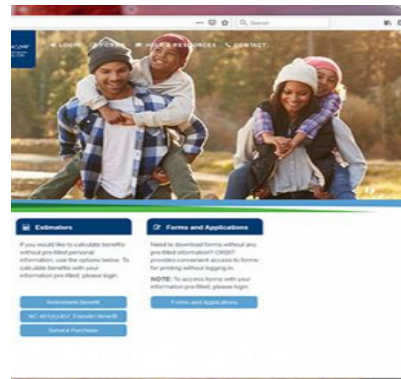 Search
LOGIN FORMS HELP & RESOURCES CONTACT
Estimators
If you would like to calculate benefits
without pre-filled personal
information, use the options below. To
calculate benefits with your
information pre-filled, please login.
Retirement Benefit
NC 401(k)/457 Transfer Benefit
Service Purchase
Forms and Applications
Need to download forms without any
pre-filled information? ORBIT
provides convenient access to forms
for printing without logging in.
NOTE: To access forms with your
information pre-filled, please login.
Forms and Applications